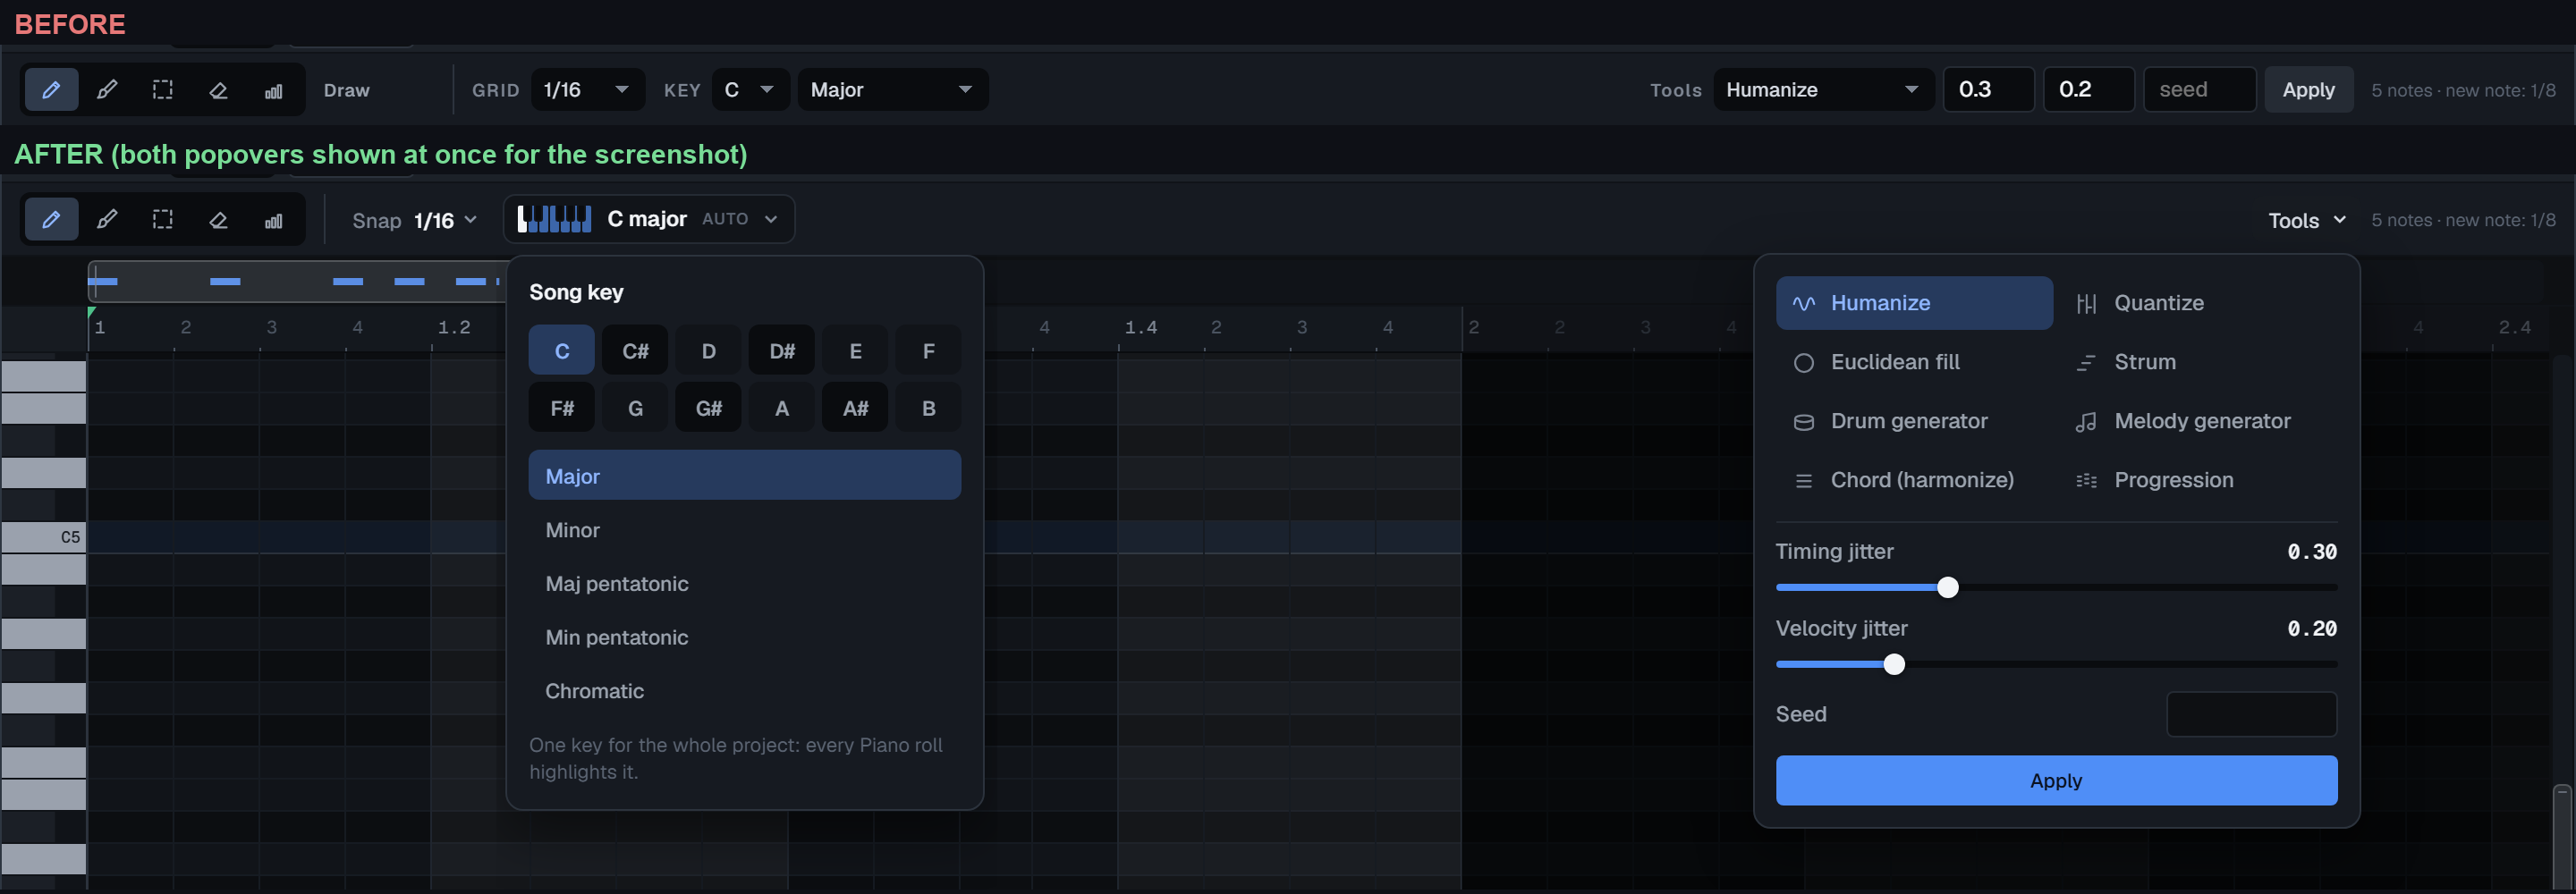 BEFORE
Draw GRID 1/16 KEY C Major Tools Humanize 0.3 0.2 seed Apply 5 notes · new note: 1/8
AFTER (both popovers shown at once for the screenshot)
Snap 1/16 C major AUTO Tools 5 notes · new note: 1/8
1 2 3 4 1.2 4 1.4 2 3 4 2 2 3 4 4 2.4
C5
Song key
C C# D D# E F
F# G G# A A# B
Major
Minor
Maj pentatonic
Min pentatonic
Chromatic
One key for the whole project: every Piano roll
highlights it.
Humanize Quantize
Euclidean fill Strum
Drum generator Melody generator
Chord (harmonize) Progression
Timing jitter 0.30
Velocity jitter 0.20
Seed
Apply